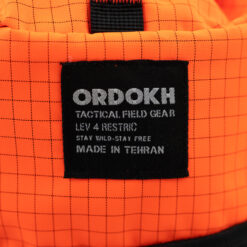 ORDOKH
TACTICAL FIELD GEAR
LEV 4 RESTRIC
STAY WILD-STAY FREE
MADE IN TEHRAN